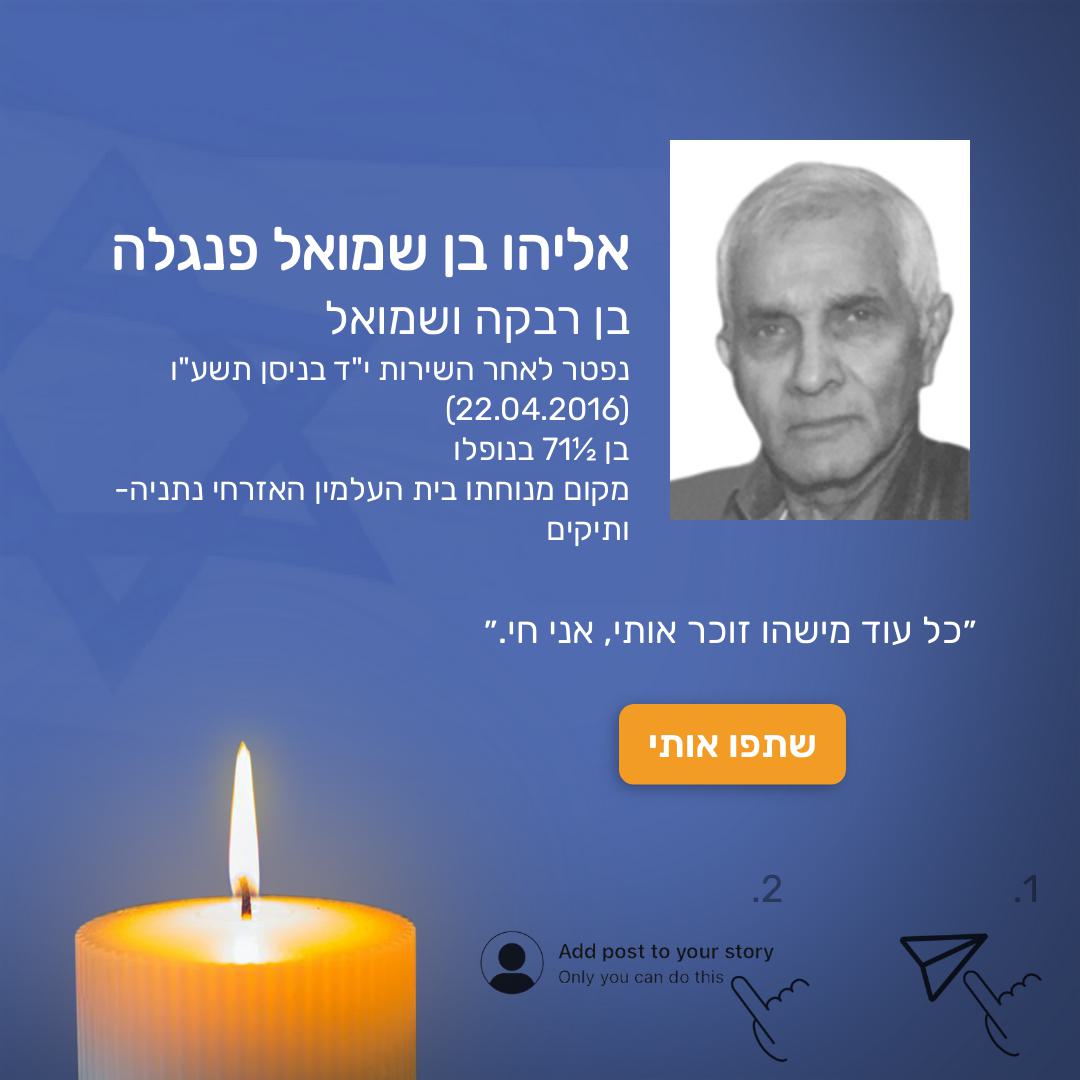 אליהו בן שמואל פנגלה
בן רבקה ושמואל
נפטר לאחר השירות י"ד בניסן תשע"ו
(22.04.2016)
בן 71½ בנופלו
מקום מנוחתו בית העלמין האזרחי נתניה-
ותיקים
״כל עוד מישהו זוכר אותי, אני חי.״
שתפו אותי
1.
2.
Add post to your story
Only you can do this